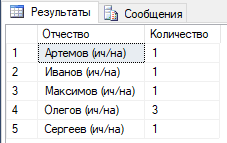 Результаты Сообщения
Отчество Количество
1 Артемов (ич/на) 1
2 Иванов (ич/на) 1
3 Максимов (ич/на) 1
4 Олегов (ич/на) 3
5 Сергеев (ич/на) 1